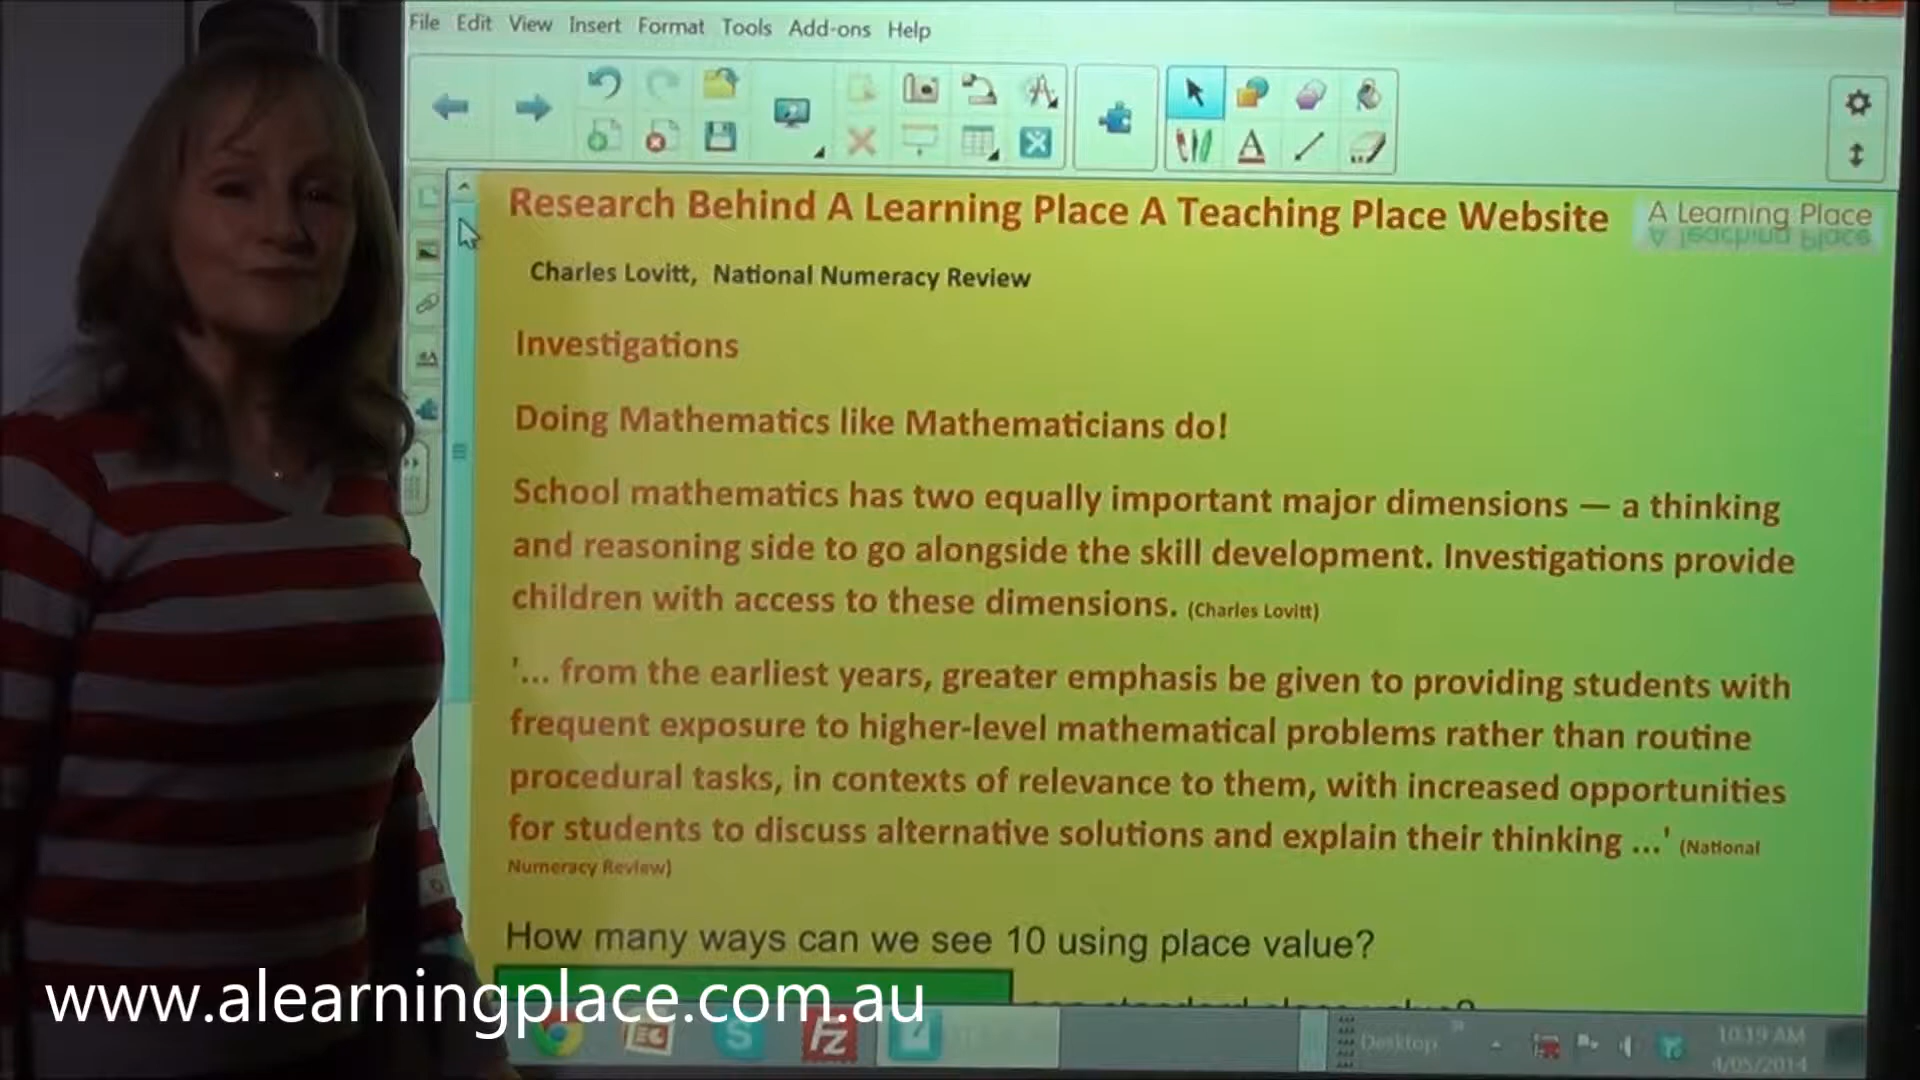 File Edit View Insert Format Tools Add-ons Help
Research Behind A Learning Place A Teaching Place Website
A Learning Place
A Teaching Place
Charles Lovitt, National Numeracy Review
Investigations
Doing Mathematics like Mathematicians do!
School mathematics has two equally important major dimensions — a thinking
and reasoning side to go alongside the skill development. Investigations provide
children with access to these dimensions. (Charles Lovitt)
'... from the earliest years, greater emphasis be given to providing students with
frequent exposure to higher-level mathematical problems rather than routine
procedural tasks, in contexts of relevance to them, with increased opportunities
for students to discuss alternative solutions and explain their thinking ...' (National
Numeracy Review)
How many ways can we see 10 using place value?
www.alearningplace.com.au
Desktop
10:19 AM
4/05/2014